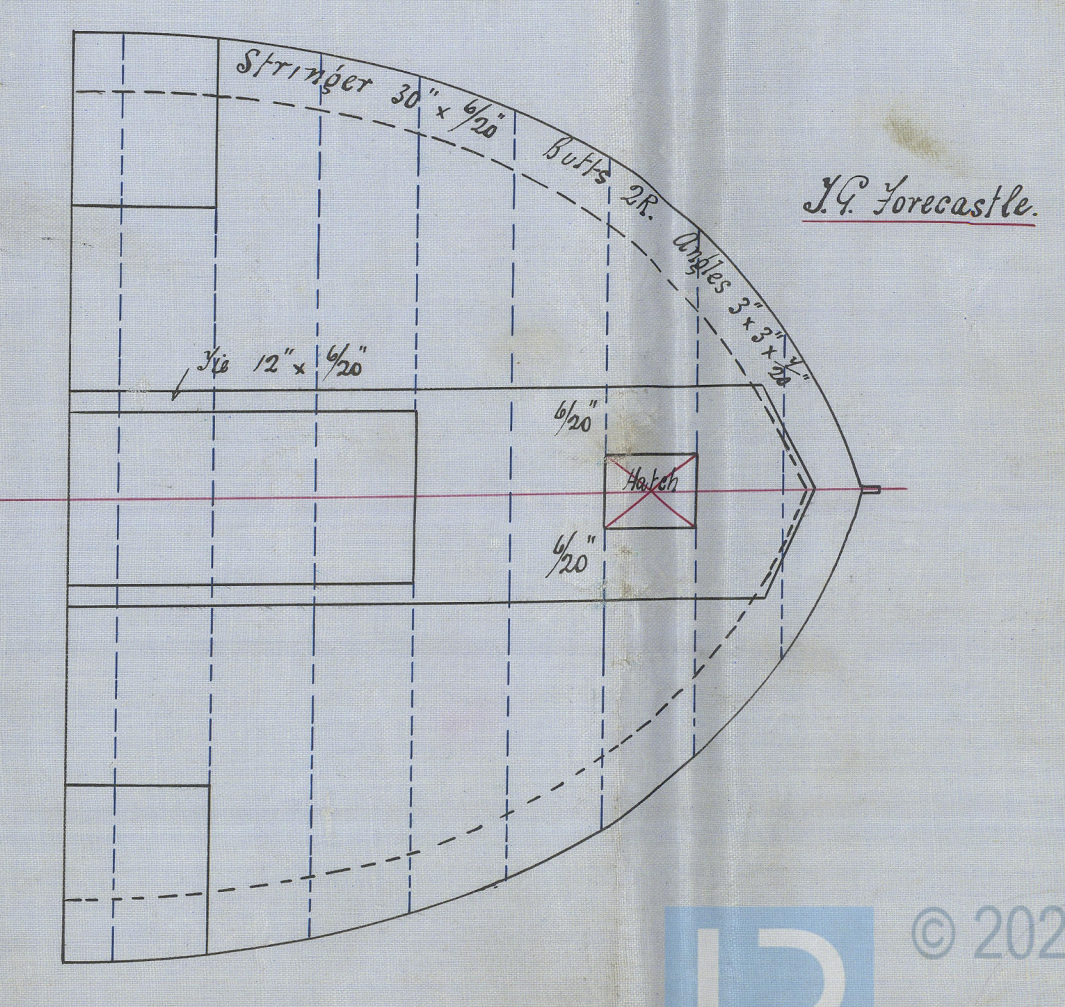 Stringer 30" x 6/20" Butts 2R. Angles 3" x 3" x 7/20"
T.G. Forecastle.
Tie 12" x 6/20"
6/20"
Hatch
6/20"
© 202